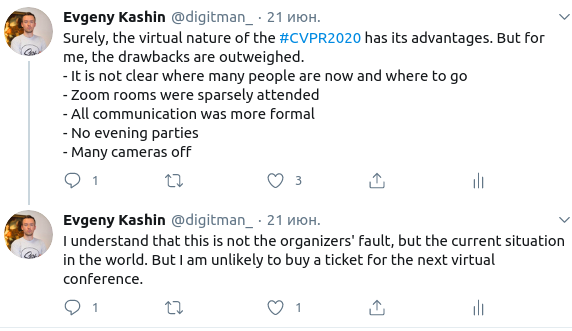 Evgeny Kashin @digitman_ · 21 июн.
Surely, the virtual nature of the #CVPR2020 has its advantages. But for
me, the drawbacks are outweighed.
- It is not clear where many people are now and where to go
- Zoom rooms were sparsely attended
- All communication was more formal
- No evening parties
- Many cameras off
1 3
Evgeny Kashin @digitman_ · 21 июн.
I understand that this is not the organizers' fault, but the current situation
in the world. But I am unlikely to buy a ticket for the next virtual
conference.
1 1